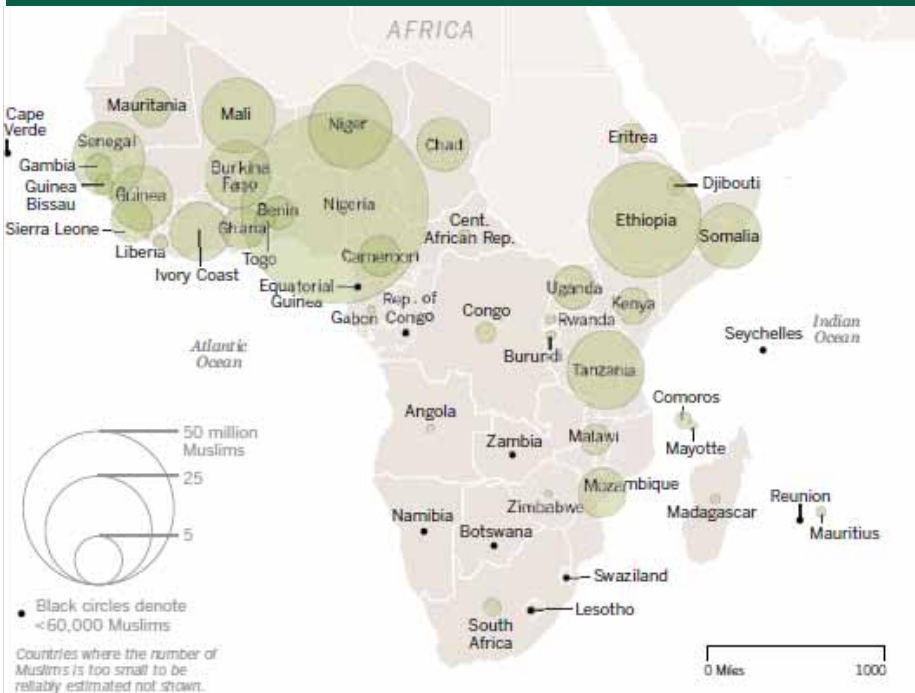 AFRICA
Cape
Verde
Mauritania
Mali
Niger
Chad
Eritrea
Senegal
Gambia
Guinea
Bissau
Guinea
Burkina
Faso
Benin
Nigeria
Djibouti
Ethiopia
Somalia
Sierra Leone
Liberia
Ivory Coast
Ghana
Togo
Cameroon
Cent.
African Rep.
Equatorial
Guinea
Gabon
Rep. of
Congo
Congo
Uganda
Kenya
Rwanda
Burundi
Tanzania
Seychelles
Indian
Ocean
Atlantic
Ocean
Comoros
Mayotte
Angola
Zambia
Malawi
Mozambique
Zimbabwe
Madagascar
Reunion
Mauritius
Namibia
Botswana
Swaziland
Lesotho
South
Africa
50 million
Muslims
25
5
Black circles denote
<60,000 Muslims
Countries where the number of
Muslims is too small to be
reliably estimated not shown.
0 Miles 1000